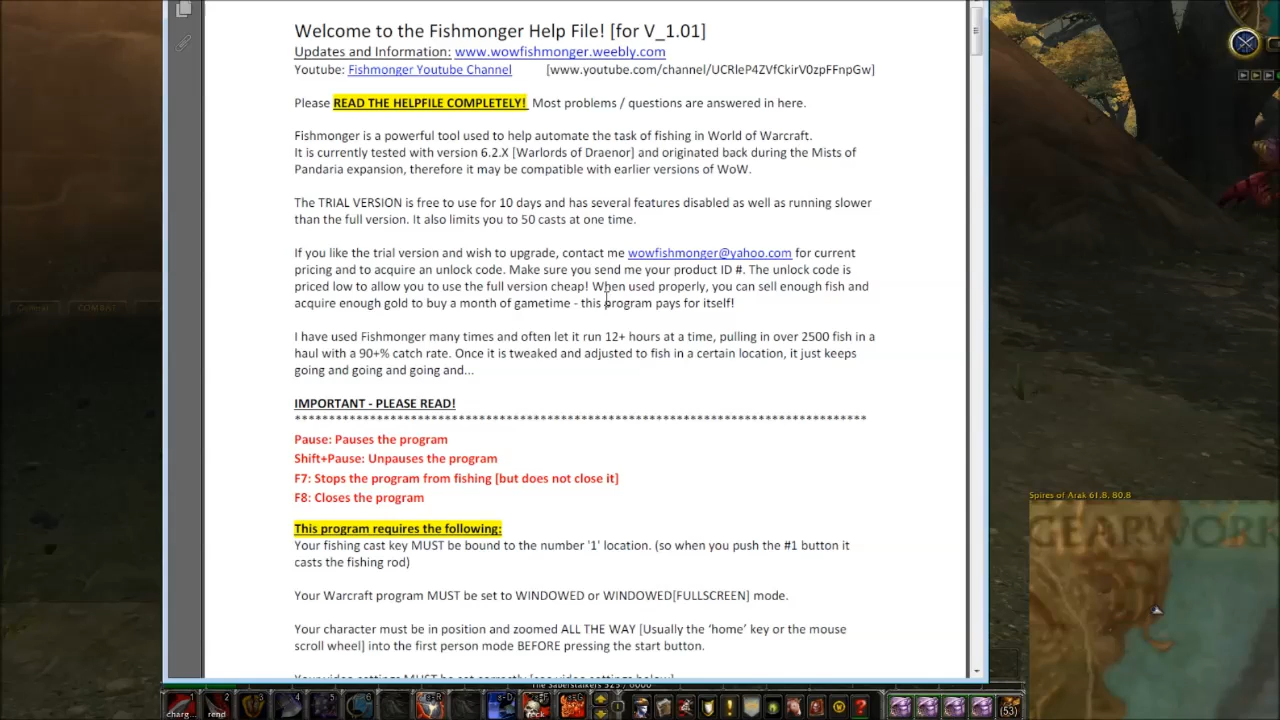 Welcome to the Fishmonger Help File! [for V_1.01]
Updates and Information: www.wowfishmonger.weebly.com
Youtube: Fishmonger Youtube Channel [www.youtube.com/channel/UCRleP4ZVfCkirV0zpFFnpGw]
Please READ THE HELPFILE COMPLETELY! Most problems / questions are answered in here.
Fishmonger is a powerful tool used to help automate the task of fishing in World of Warcraft.
It is currently tested with version 6.2.X [Warlords of Draenor] and originated back during the Mists of
Pandaria expansion, therefore it may be compatible with earlier versions of WoW.
The TRIAL VERSION is free to use for 10 days and has several features disabled as well as running slower
than the full version. It also limits you to 50 casts at one time.
If you like the trial version and wish to upgrade, contact me wowfishmonger@yahoo.com for current
pricing and to acquire an unlock code. Make sure you send me your product ID #. The unlock code is
priced low to allow you to use the full version cheap! When used properly, you can sell enough fish and
acquire enough gold to buy a month of gametime - this program pays for itself!
I have used Fishmonger many times and often let it run 12+ hours at a time, pulling in over 2500 fish in a
haul with a 90+% catch rate. Once it is tweaked and adjusted to fish in a certain location, it just keeps
going and going and going and...
IMPORTANT - PLEASE READ!
Pause: Pauses the program
Shift+Pause: Unpauses the program
F7: Stops the program from fishing [but does not close it]
F8: Closes the program
This program requires the following:
Your fishing cast key MUST be bound to the number '1' location. (so when you push the #1 button it
casts the fishing rod)
Your Warcraft program MUST be set to WINDOWED or WINDOWED[FULLSCREEN] mode.
Your character must be in position and zoomed ALL THE WAY [Usually the ‘home’ key or the mouse
scroll wheel] into the first person mode BEFORE pressing the start button.
Spires of Arak 61.8, 80.8
GEARWORK
charg...
rend
(53)